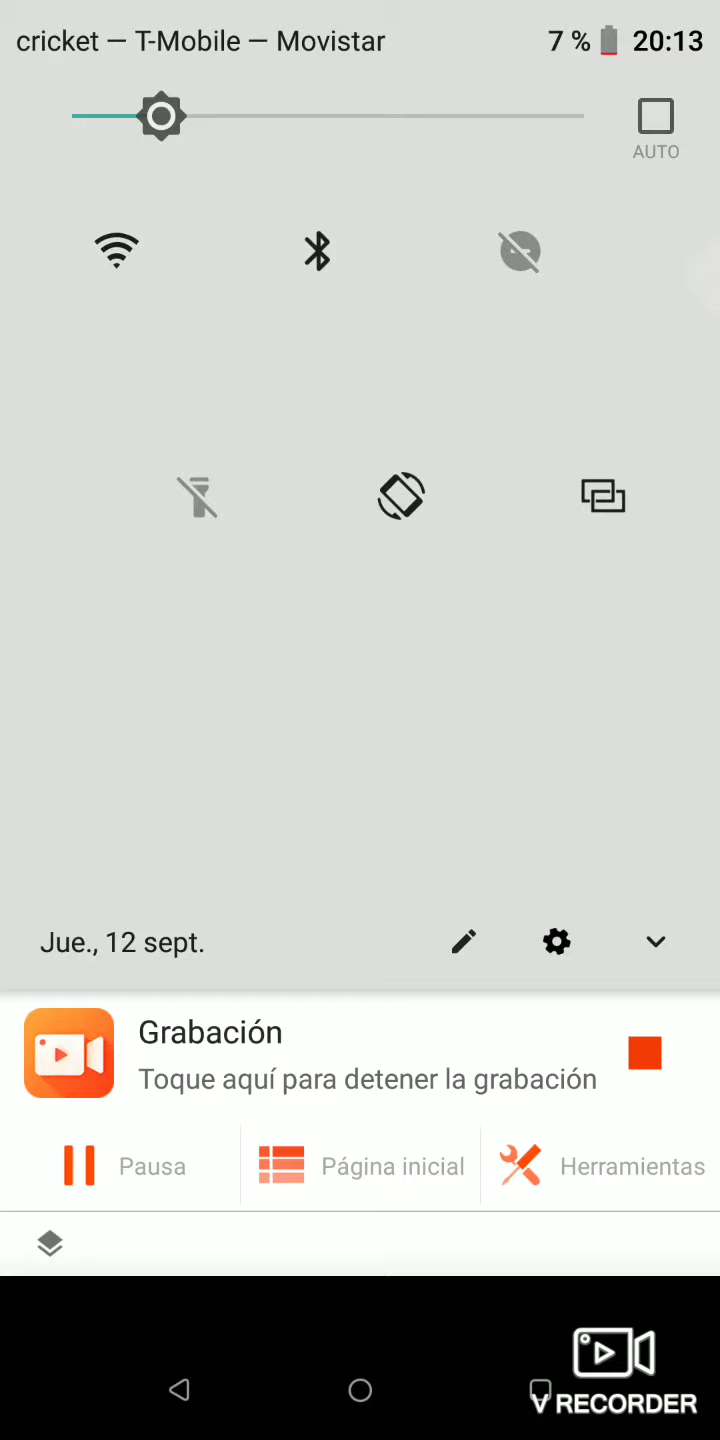 cricket — T-Mobile — Movistar 7 % 20:13
AUTO
Jue., 12 sept.
Grabación
Toque aquí para detener la grabación
Pausa Página inicial Herramientas
V RECORDER